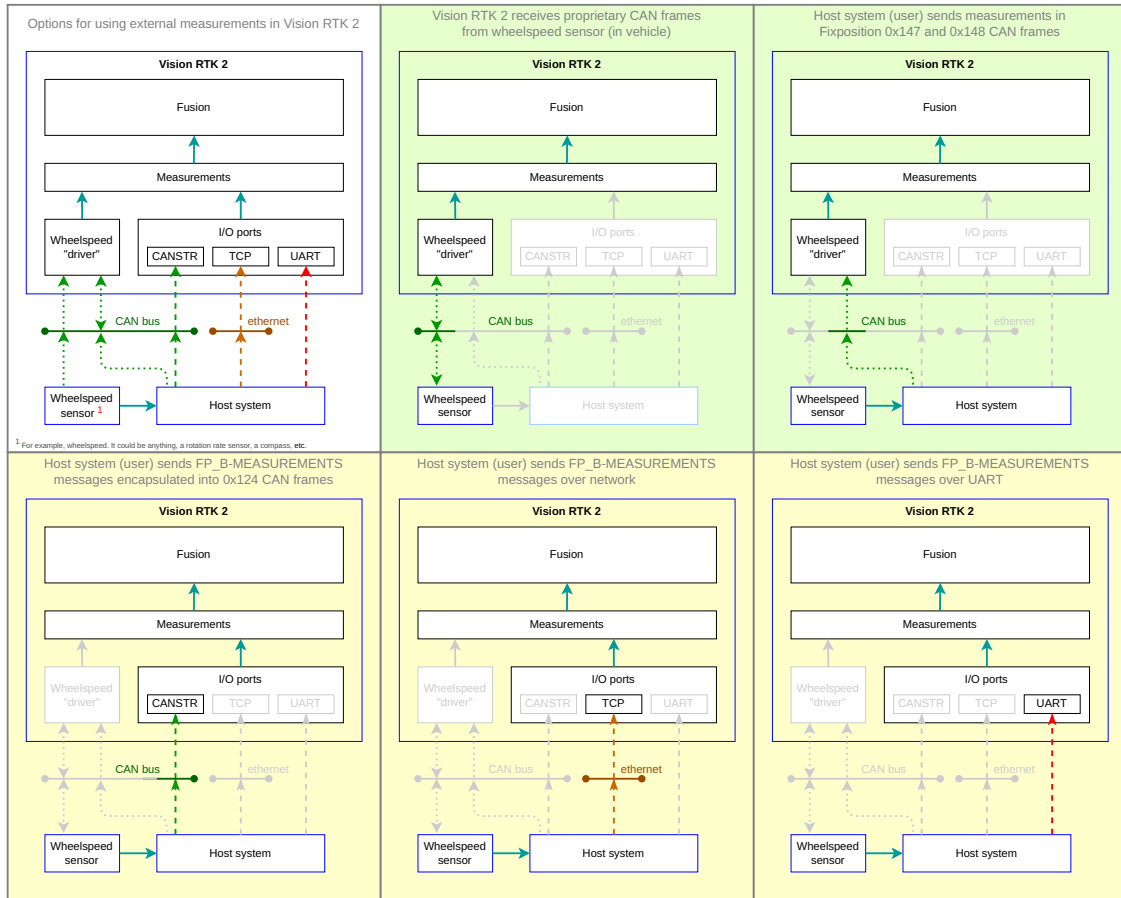 Options for using external measurements in Vision RTK 2
Vision RTK 2
Fusion
Measurements
Wheelspeed
"driver"
I/O ports
CANSTR
TCP
UART
CAN bus
ethernet
Wheelspeed
sensor 1
Host system
1 For example, wheelspeed. It could be anything, a rotation rate sensor, a compass, etc.
Vision RTK 2 receives proprietary CAN frames
from wheelspeed sensor (in vehicle)
Vision RTK 2
Fusion
Measurements
Wheelspeed
"driver"
I/O ports
CANSTR
TCP
UART
CAN bus
ethernet
Wheelspeed
sensor
Host system
Host system (user) sends measurements in
Fixposition 0x147 and 0x148 CAN frames
Vision RTK 2
Fusion
Measurements
Wheelspeed
"driver"
I/O ports
CANSTR
TCP
UART
CAN bus
ethernet
Wheelspeed
sensor
Host system
Host system (user) sends FP_B-MEASUREMENTS
messages encapsulated into 0x124 CAN frames
Vision RTK 2
Fusion
Measurements
Wheelspeed
"driver"
I/O ports
CANSTR
TCP
UART
CAN bus
ethernet
Wheelspeed
sensor
Host system
Host system (user) sends FP_B-MEASUREMENTS
messages over network
Vision RTK 2
Fusion
Measurements
Wheelspeed
"driver"
I/O ports
CANSTR
TCP
UART
CAN bus
ethernet
Wheelspeed
sensor
Host system
Host system (user) sends FP_B-MEASUREMENTS
messages over UART
Vision RTK 2
Fusion
Measurements
Wheelspeed
"driver"
I/O ports
CANSTR
TCP
UART
CAN bus
ethernet
Wheelspeed
sensor
Host system